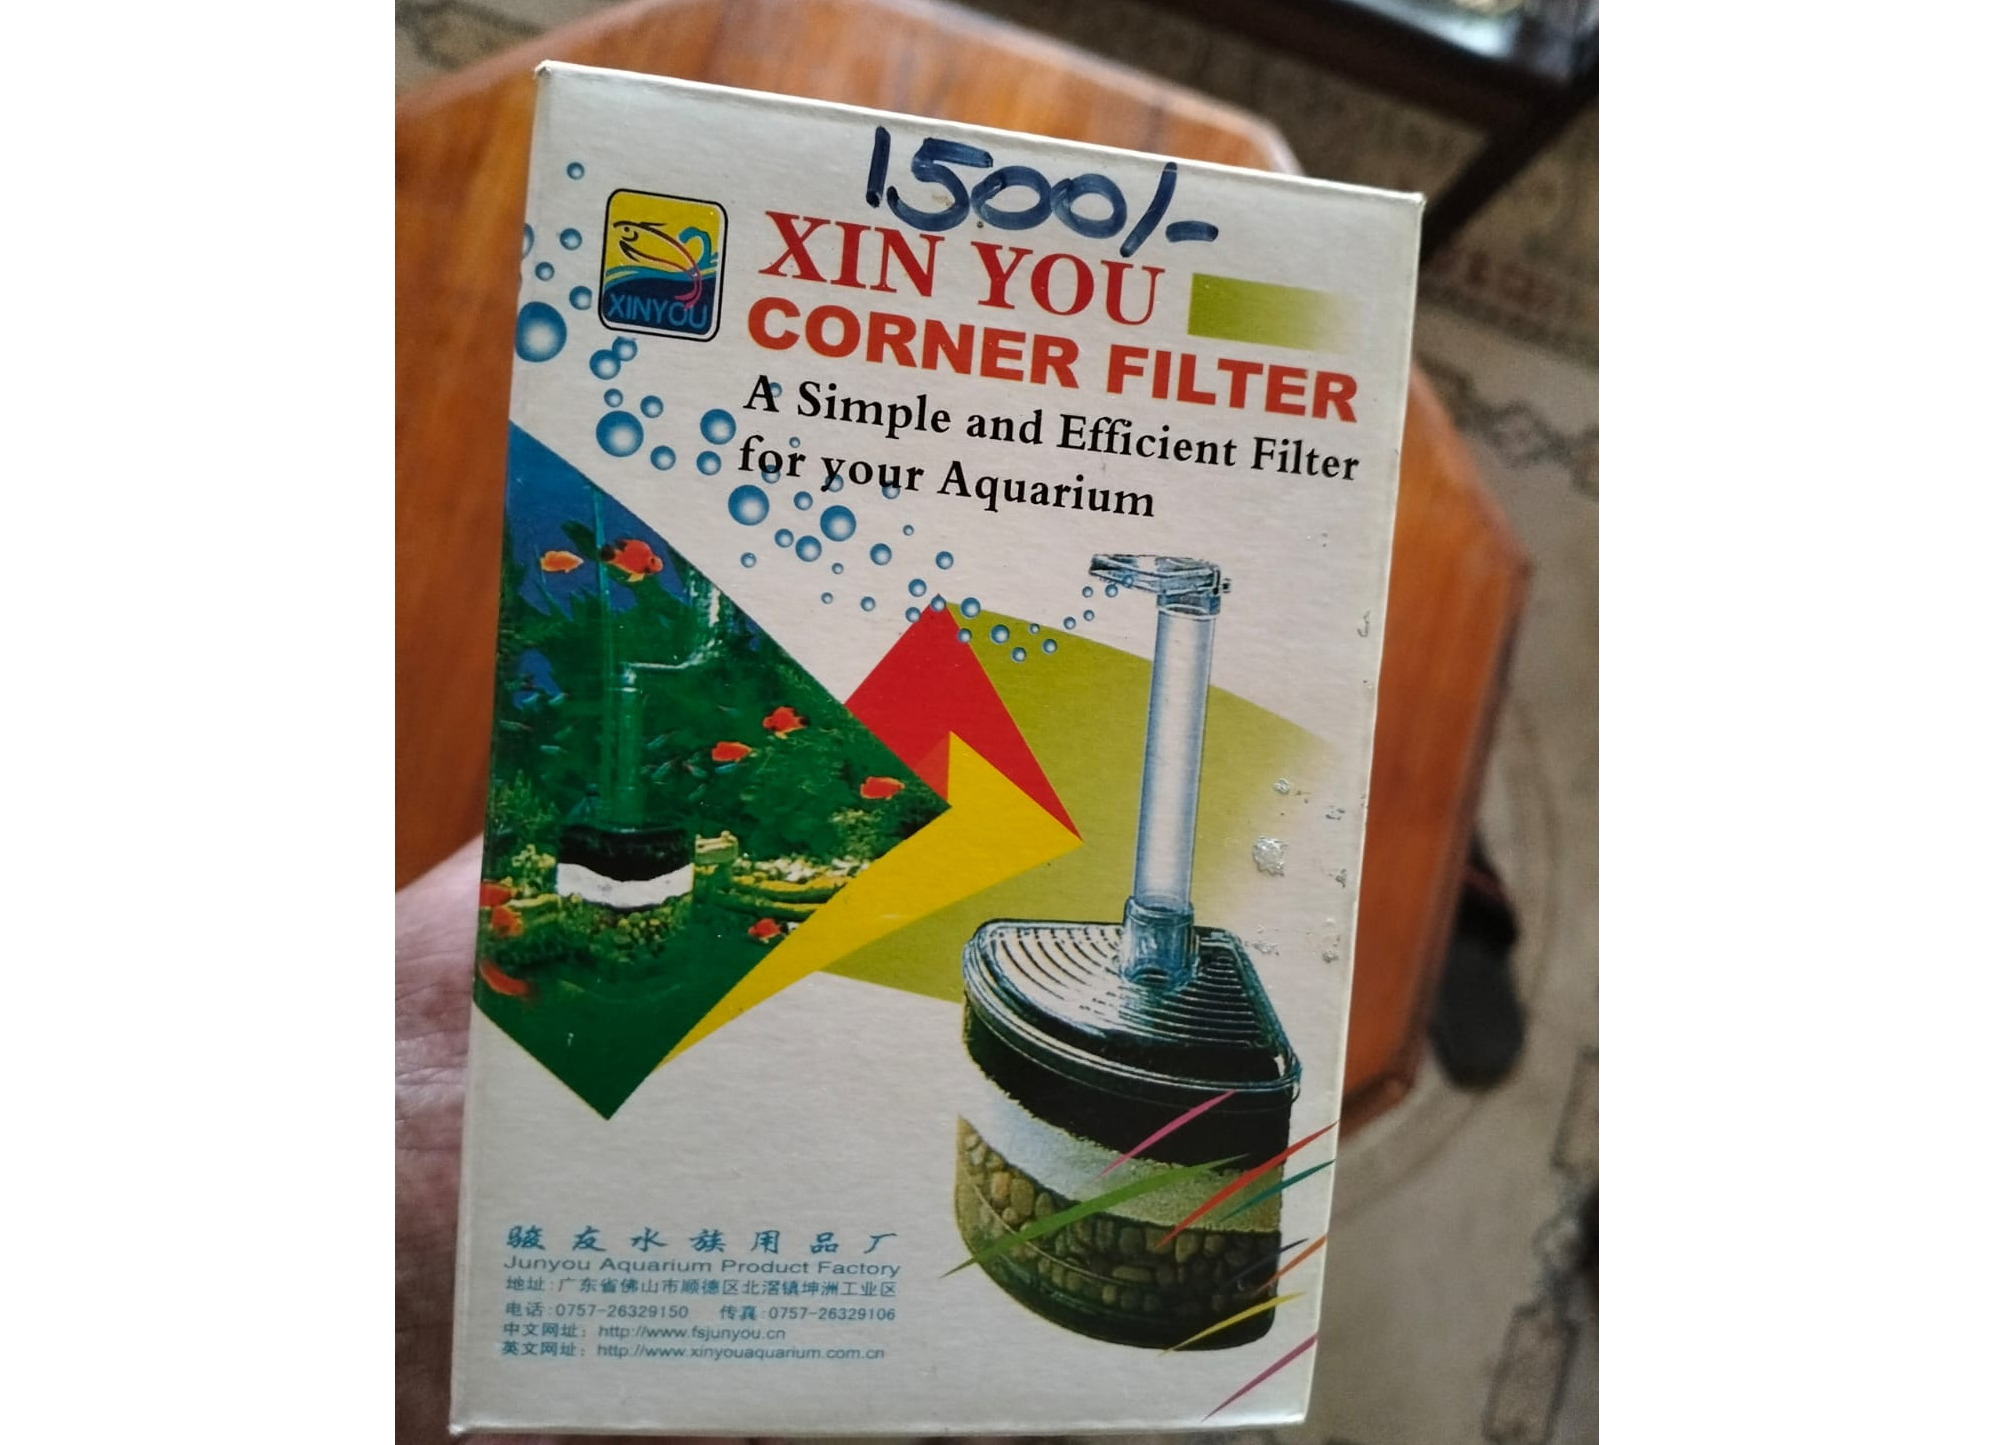 1500/-
XINYOU
XIN YOU
CORNER FILTER
A Simple and Efficient Filter
for your Aquarium
骏友水族用品厂
Junyou Aquarium Product Factory
地址:广东省佛山市顺德区北滘镇坤洲工业区
电话:0757-26329150 传真:0757-26329106
中文网址: http://www.fsjunyou.cn
英文网址: http://www.xinyouaquarium.com.cn